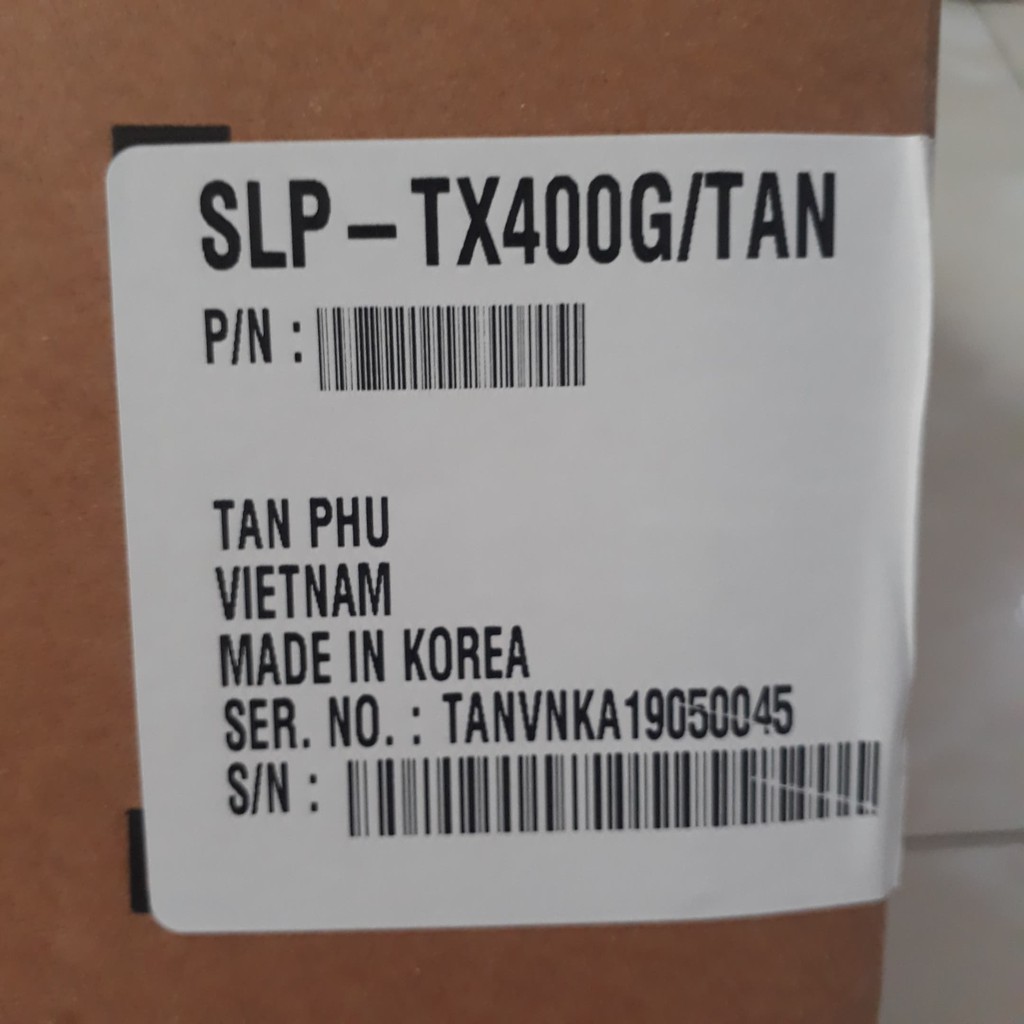 SLP-TX400G/TAN
P/N :
TAN PHU
VIETNAM
MADE IN KOREA
SER. NO. : TANVNKA19050045
S/N :